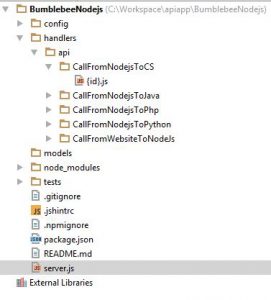 BumblebeeNodejs (C:\Workspace\apiapp\BumblebeeNodejs)
config
handlers
api
CallFromNodejsToCS
{id}.js
CallFromNodejsToJava
CallFromNodejsToPhp
CallFromNodejsToPython
CallFromWebsiteToNodeJs
models
node_modules
tests
.gitignore
.jshintrc
.npmignore
package.json
README.md
server.js
External Libraries